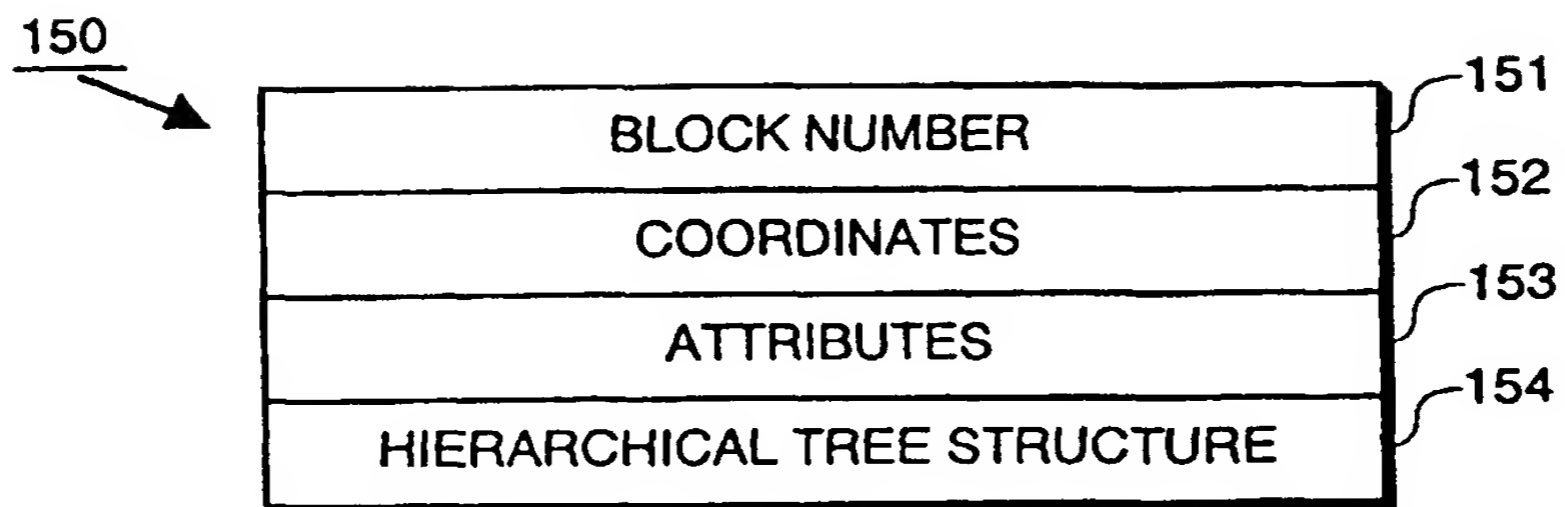 150
BLOCK NUMBER
151
COORDINATES
152
ATTRIBUTES
153
HIERARCHICAL TREE STRUCTURE
154